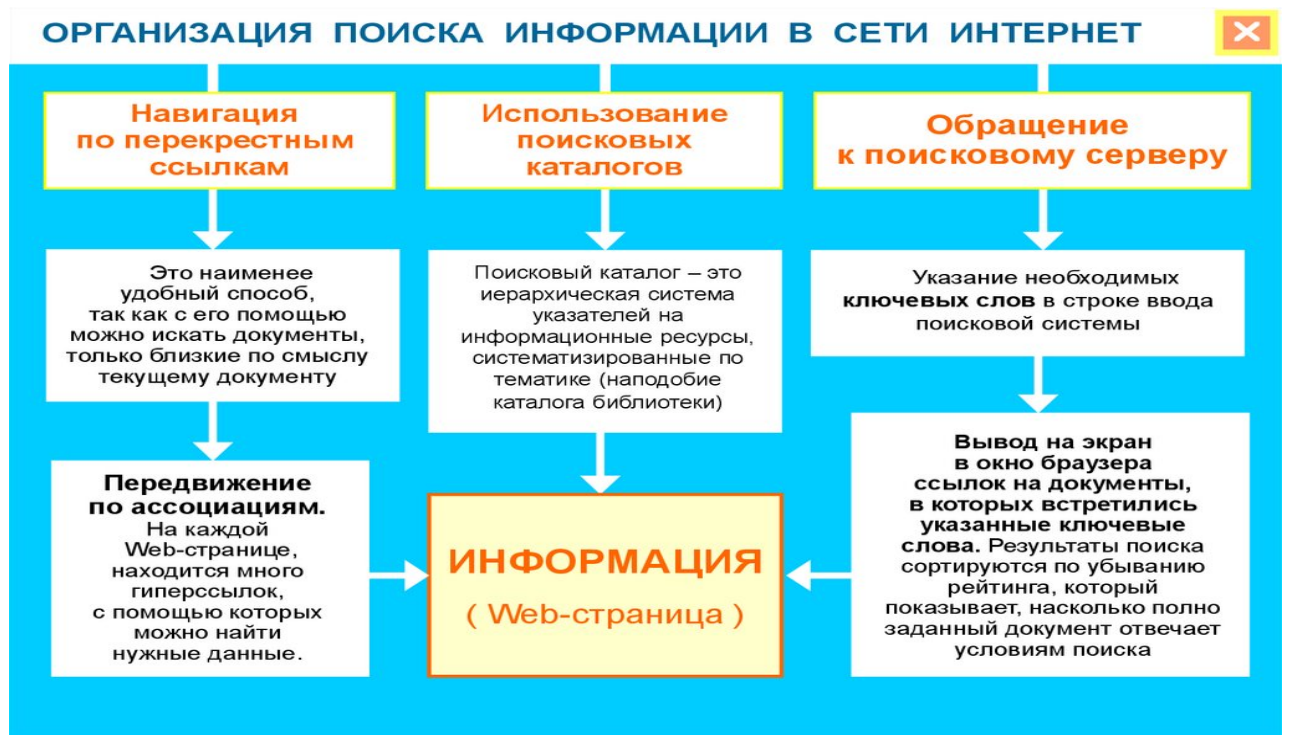 ОРГАНИЗАЦИЯ ПОИСКА ИНФОРМАЦИИ В СЕТИ ИНТЕРНЕТ
Навигация
по перекрестным
ссылкам
Это наименее
удобный способ,
так как с его помощью
можно искать документы,
только близкие по смыслу
текущему документу
Передвижение
по ассоциациям.
На каждой
Web-странице,
находится много
гиперссылок,
с помощью которых
можно найти
нужные данные.
Использование
поисковых
каталогов
Поисковый каталог – это
иерархическая система
указателей на
информационные ресурсы,
систематизированные по
тематике (наподобие
каталога библиотеки)
Обращение
к поисковому серверу
Указание необходимых
ключевых слов в строке ввода
поисковой системы
Вывод на экран
в окно браузера
ссылок на документы,
в которых встретились
указанные ключевые
слова. Результаты поиска
сортируются по убыванию
рейтинга, который
показывает, насколько полно
заданный документ отвечает
условиям поиска
ИНФОРМАЦИЯ
( Web-страница )